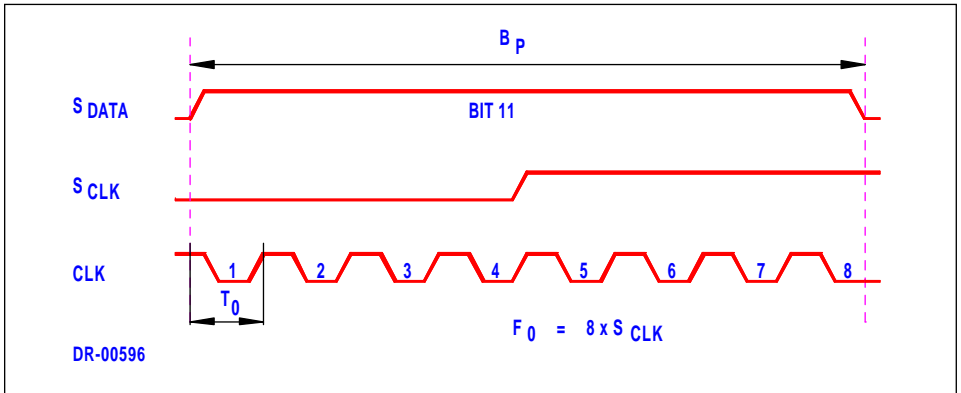 B P
S DATA
BIT 11
S CLK
CLK
1 2 3 4 5 6 7 8
T 0
F 0 = 8 x S CLK
DR-00596